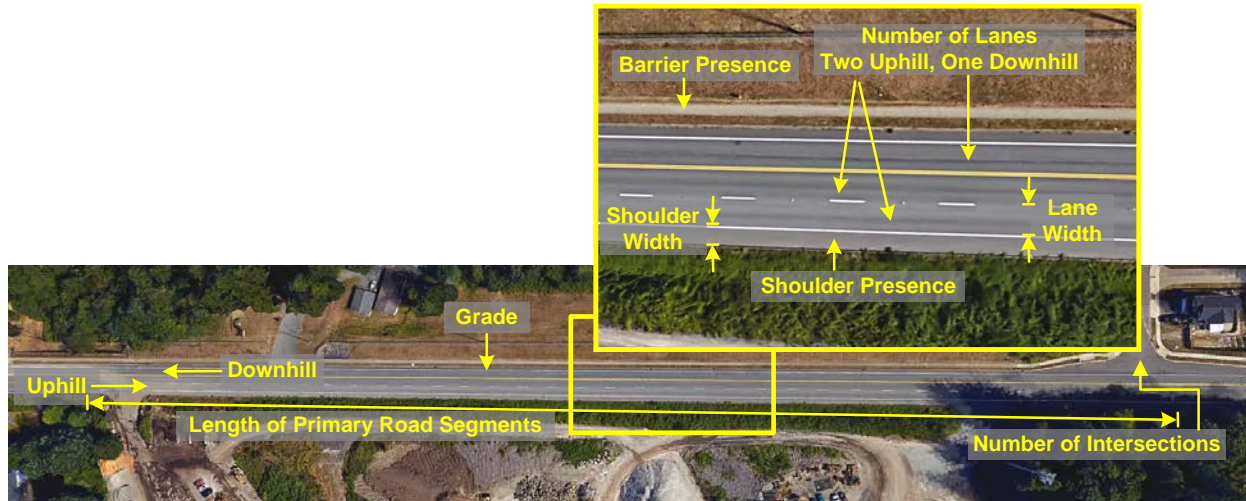 Number of Lanes
Two Uphill, One Downhill
Barrier Presence
Shoulder
Width
Lane
Width
Shoulder Presence
Grade
Downhill
Uphill
Length of Primary Road Segments
Number of Intersections